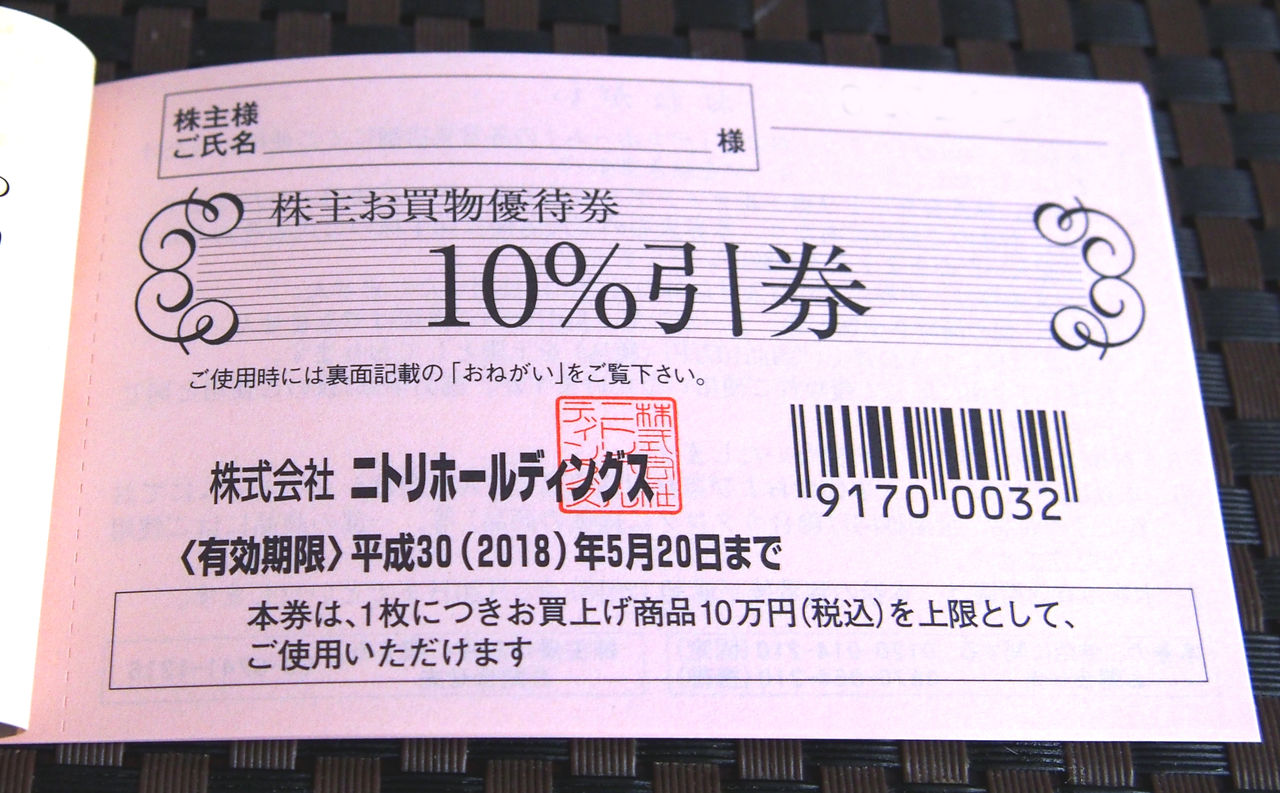 株主様
ご氏名 様
株主お買物優待券
10%引券
ご使用時には裏面記載の「おねがい」をご覧下さい。
株式会社 ニトリホールディングス
9170 0032
〈有効期限〉平成30(2018)年5月20日まで
本券は、1枚につきお買上げ商品10万円(税込)を上限として、
ご使用いただけます